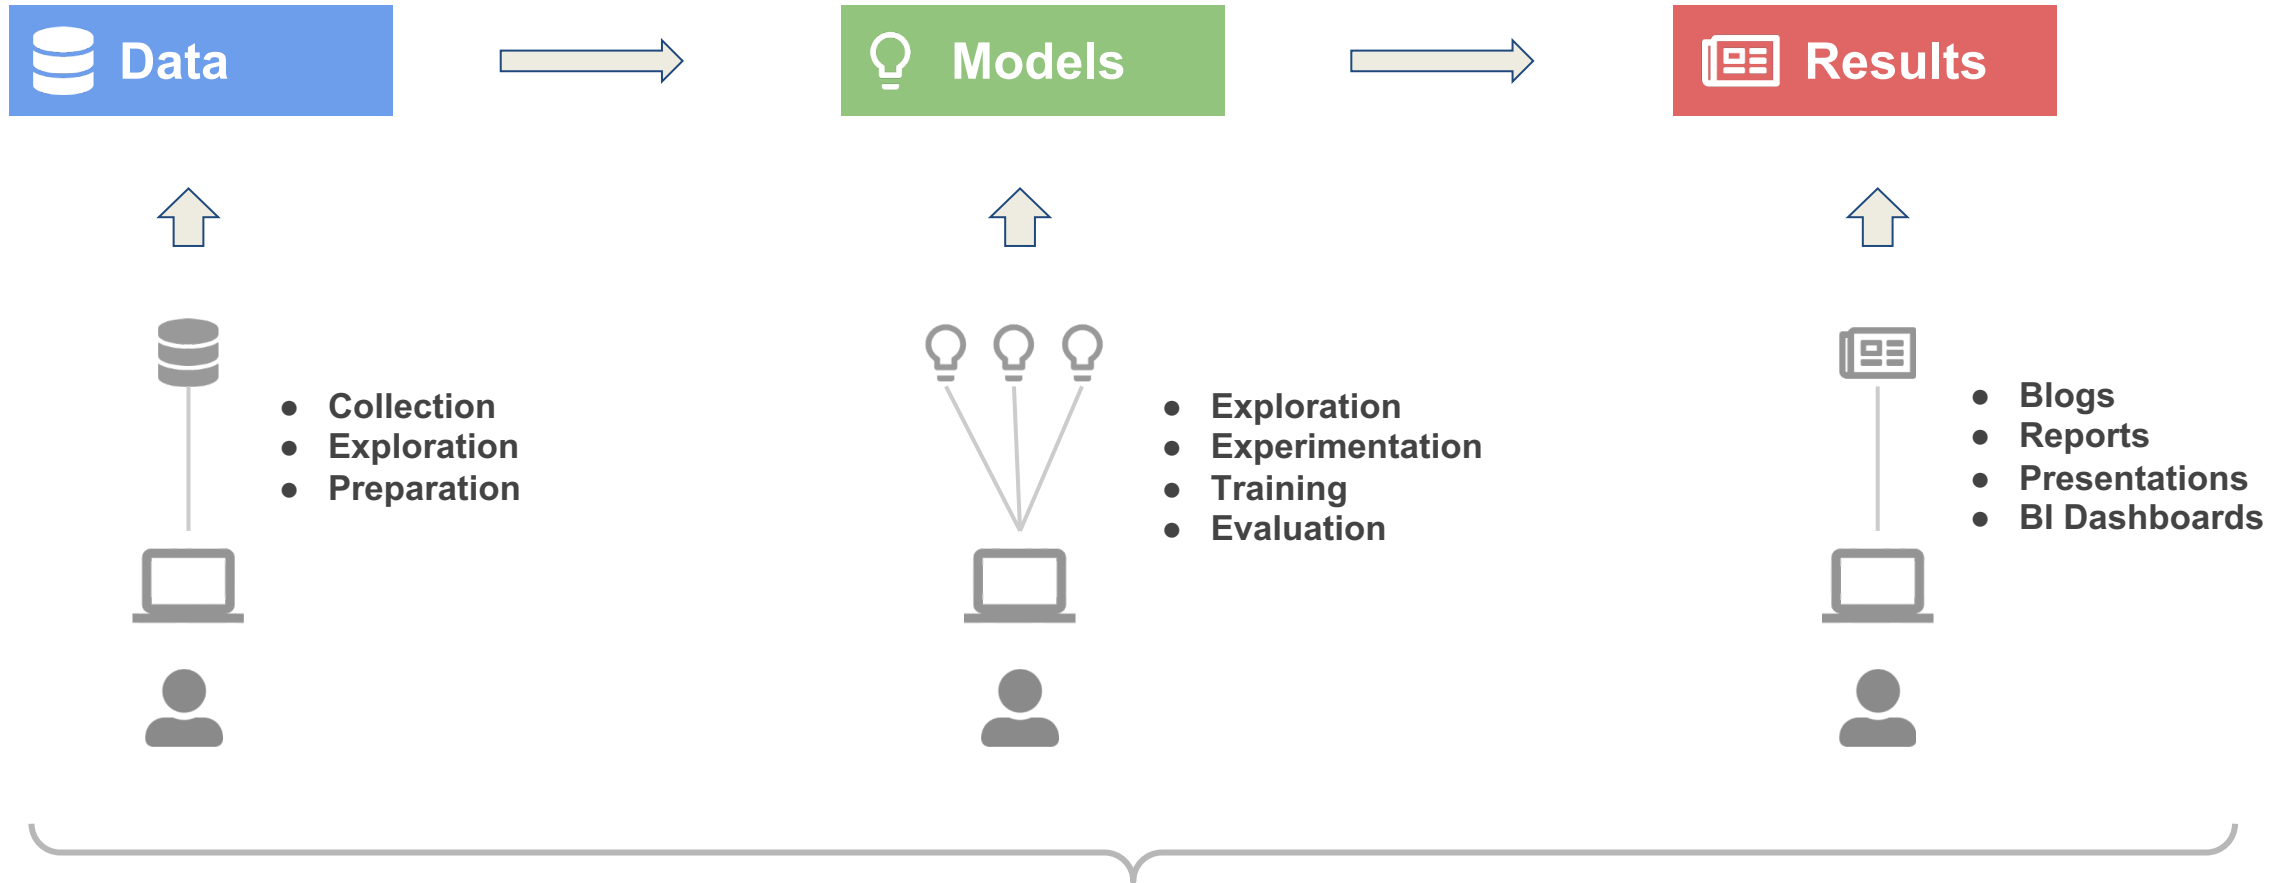 Data
Models
Results
● Collection
● Exploration
● Preparation
● Exploration
● Experimentation
● Training
● Evaluation
● Blogs
● Reports
● Presentations
● BI Dashboards